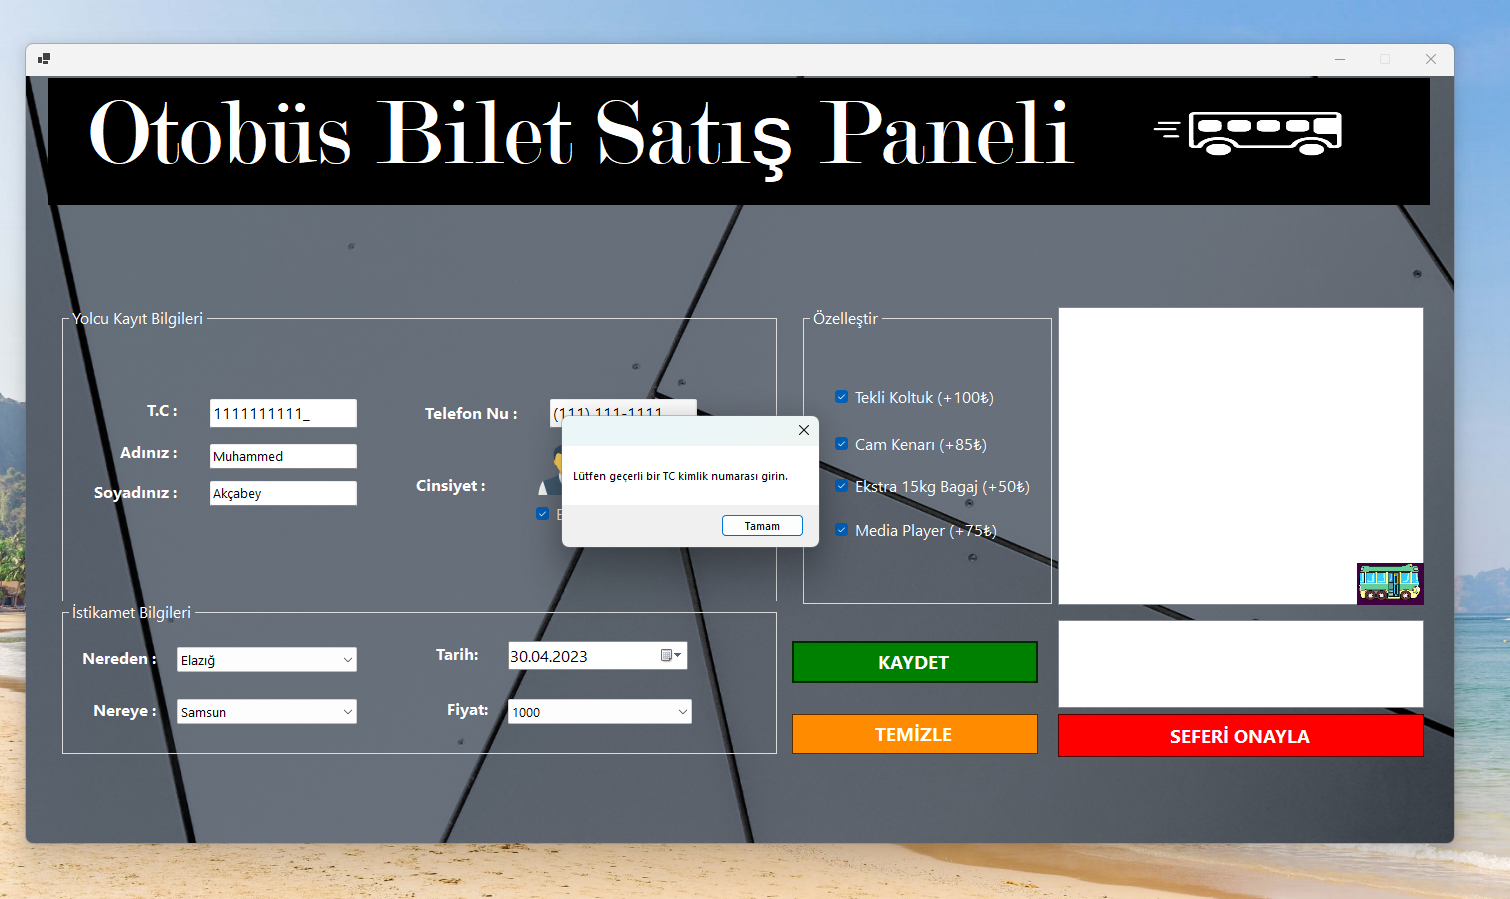 Otobüs Bilet Satış Paneli
Yolcu Kayıt Bilgileri
T.C :
1111111111_
Adınız :
Muhammed
Soyadınız :
Akçabey
Telefon Nu :
(111) 111-1111
Cinsiyet :
Lütfen geçerli bir TC kimlik numarası girin.
Tamam
Özelleştir
Tekli Koltuk (+100₺)
Cam Kenarı (+85₺)
Ekstra 15kg Bagaj (+50₺)
Media Player (+75₺)
İstikamet Bilgileri
Nereden :
Elazığ
Nereye :
Samsun
Tarih:
30.04.2023
Fiyat:
1000
KAYDET
TEMİZLE
SEFERİ ONAYLA